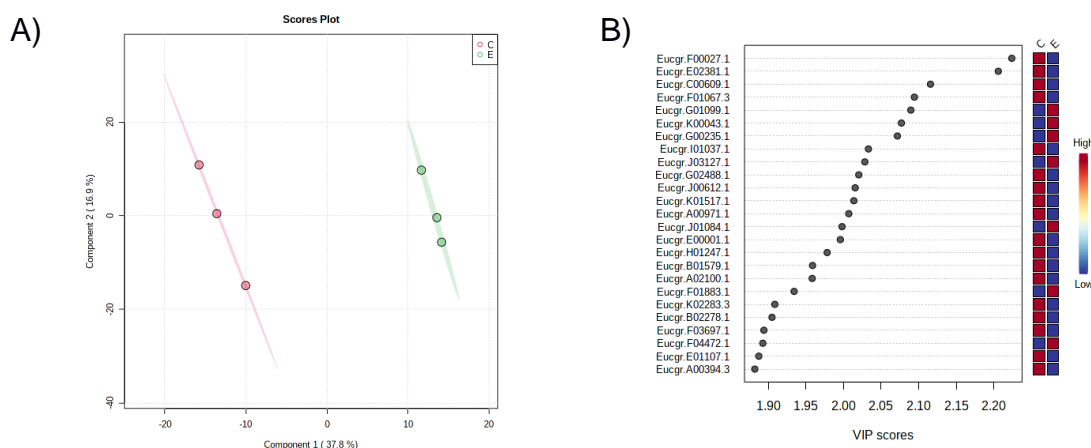 A)
Scores Plot
C
E
Component 2 ( 16.9 %)
20
0
-20
-40
-20
-10
0
10
20
Component 1 ( 37.8 %)
B)
C E
Eucgr.F00027.1
Eucgr.E02381.1
Eucgr.C00609.1
Eucgr.F01067.3
Eucgr.G01099.1
Eucgr.K00043.1
Eucgr.G00235.1
Eucgr.I01037.1
Eucgr.J03127.1
Eucgr.G02488.1
Eucgr.J00612.1
Eucgr.K01517.1
Eucgr.A00971.1
Eucgr.J01084.1
Eucgr.E00001.1
Eucgr.H01247.1
Eucgr.B01579.1
Eucgr.A02100.1
Eucgr.F01883.1
Eucgr.K02283.3
Eucgr.B02278.1
Eucgr.F03697.1
Eucgr.F04472.1
Eucgr.E01107.1
Eucgr.A00394.3
High
Low
1.90 1.95 2.00 2.05 2.10 2.15 2.20
VIP scores